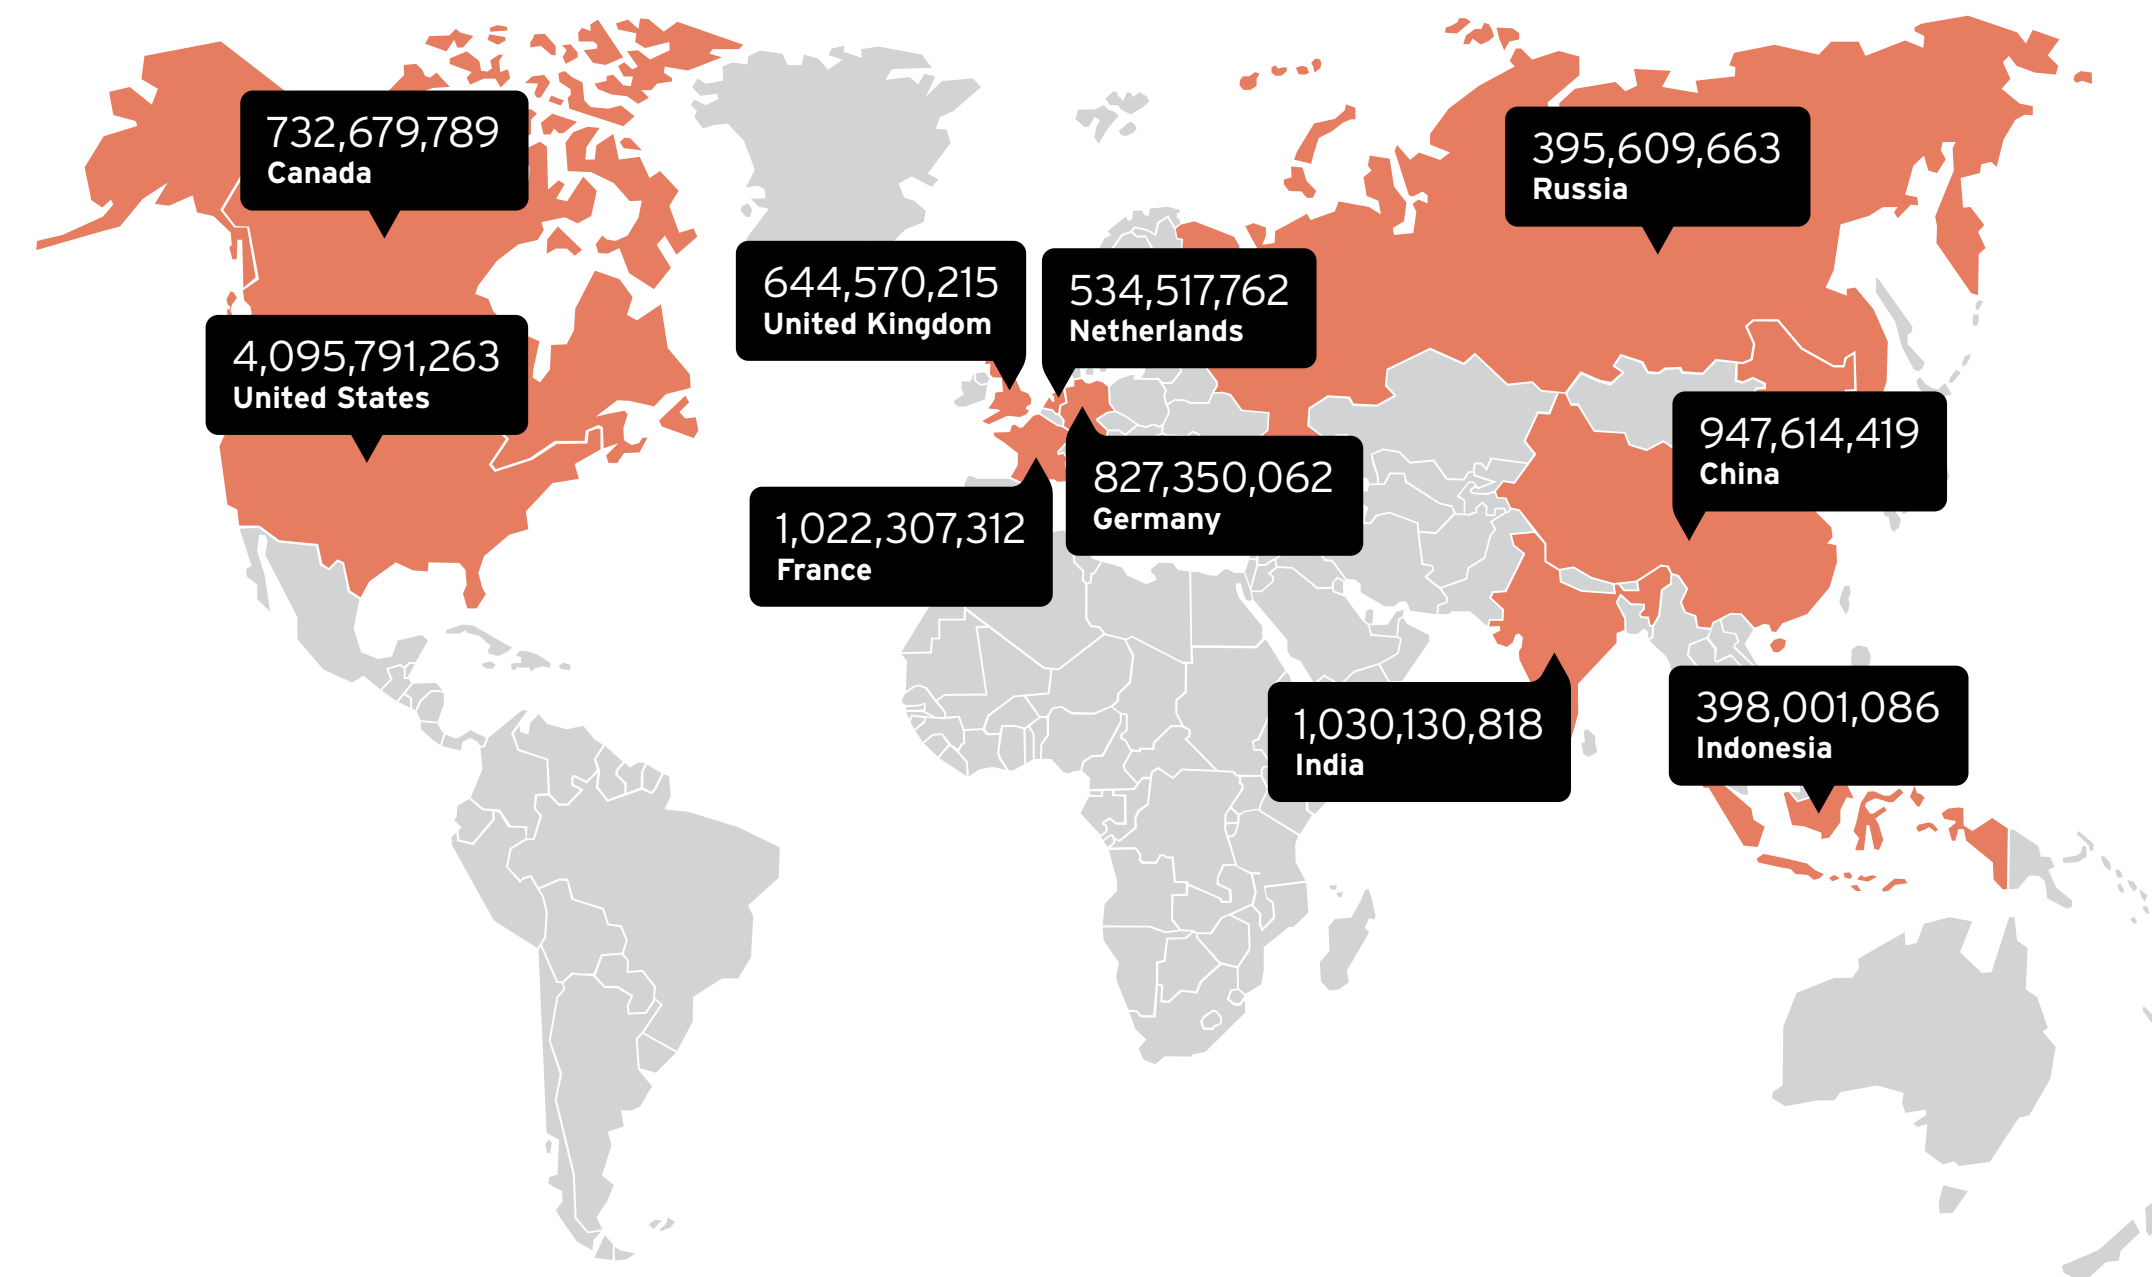 732,679,789
Canada
395,609,663
Russia
644,570,215
United Kingdom
534,517,762
Netherlands
4,095,791,263
United States
947,614,419
China
827,350,062
Germany
1,022,307,312
France
1,030,130,818
India
398,001,086
Indonesia